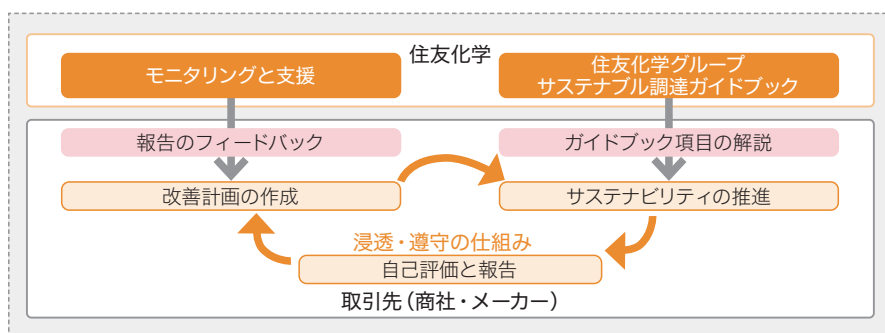 住友化学
モニタリングと支援
住友化学グループ
サステナブル調達ガイドブック
報告のフィードバック
ガイドブック項目の解説
改善計画の作成
サステナビリティの推進
浸透・遵守の仕組み
自己評価と報告
取引先（商社・メーカー）